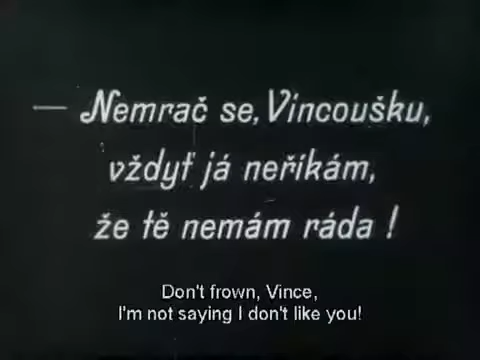 — Nemrač se, Vincoušku,
vždyť já neříkám,
že tě nemám ráda !
Don't frown, Vince,
I'm not saying I don't like you!